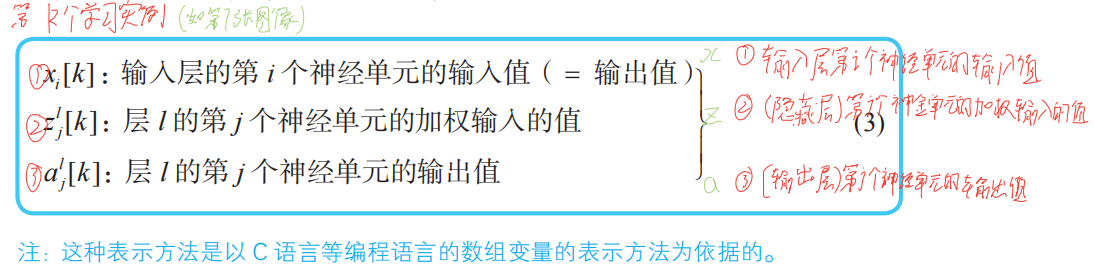 第k个学习实例 (如第73张图像)
①xᵢ[k]：输入层的第 i 个神经单元的输入值（ = 输出值） x ①输入层第i个神经单元的输入值
②zⱼˡ[k]：层 l 的第 j 个神经单元的加权输入的值 z ②(隐藏层)第j个神经单元的加权输入的值
(3)
③aⱼˡ[k]：层 l 的第 j 个神经单元的输出值 a ③(输出层)第j个神经单元的输出值
注：这种表示方法是以 C 语言等编程语言的数组变量的表示方法为依据的。